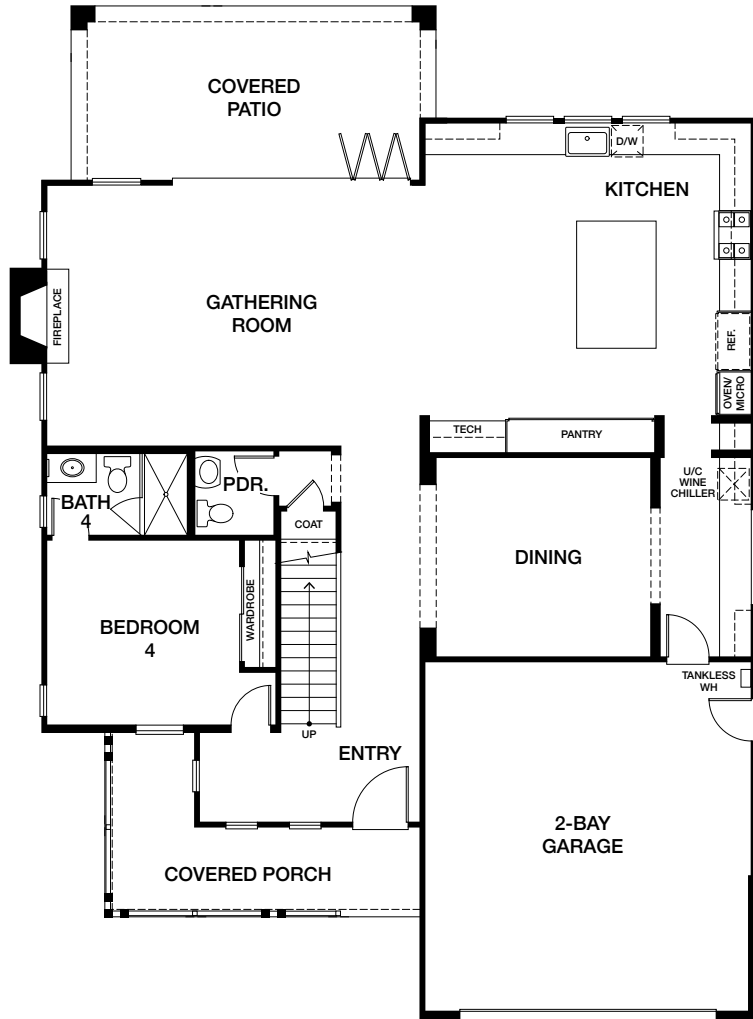 COVERED
PATIO
D/W
KITCHEN
GATHERING
ROOM
FIREPLACE
REF.
OVEN/
MICRO
TECH
PANTRY
U/C
WINE
CHILLER
PDR.
BATH
4
COAT
DINING
WARDROBE
BEDROOM
4
TANKLESS
WH
UP
ENTRY
2-BAY
GARAGE
COVERED PORCH